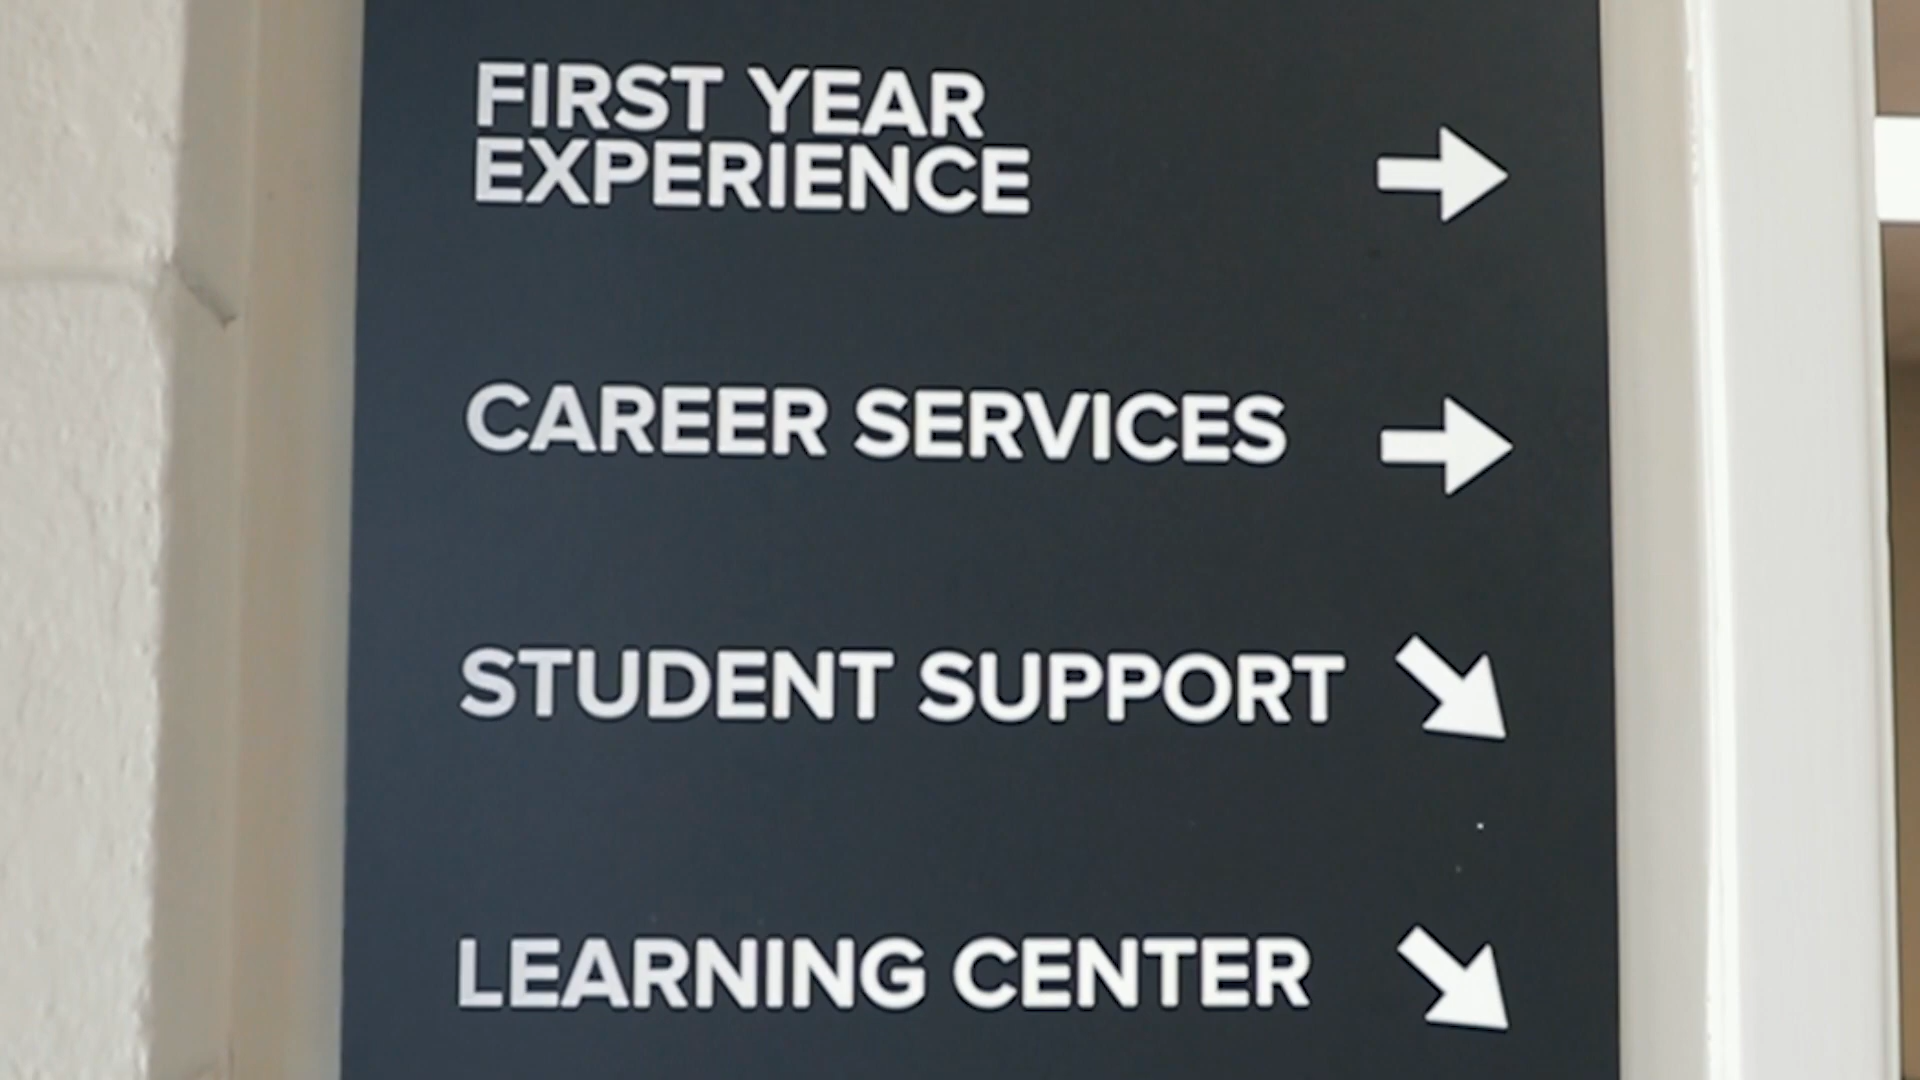 FIRST YEAR
EXPERIENCE
CAREER SERVICES
STUDENT SUPPORT
LEARNING CENTER